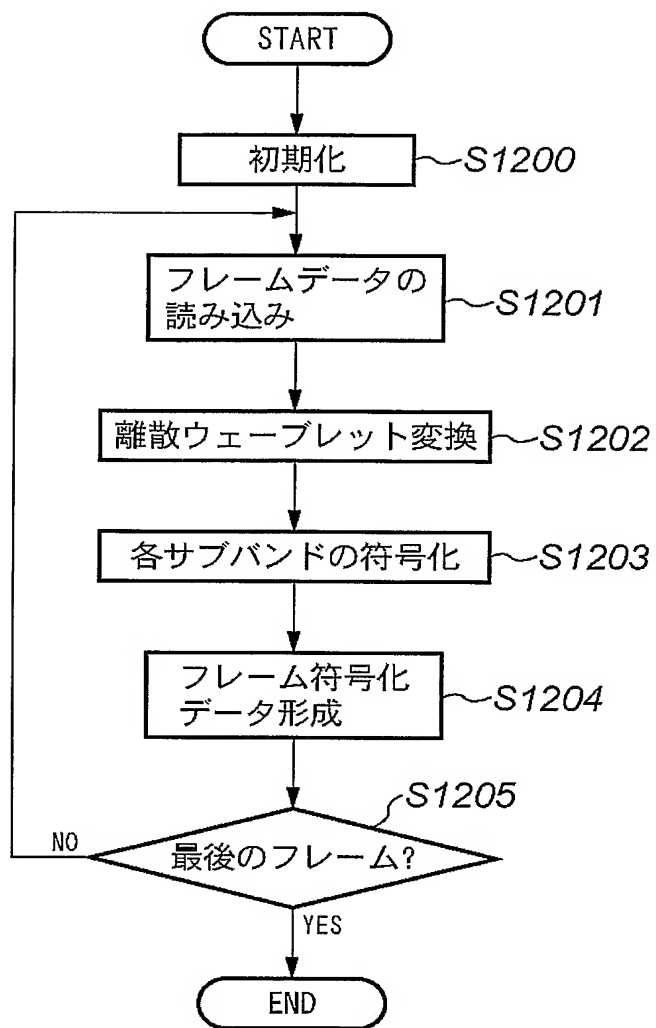 START
初期化
S1200
フレームデータの
読み込み
S1201
離散ウェーブレット変換
S1202
各サブバンドの符号化
S1203
フレーム符号化
データ形成
S1204
S1205
最後のフレーム?
NO
YES
END